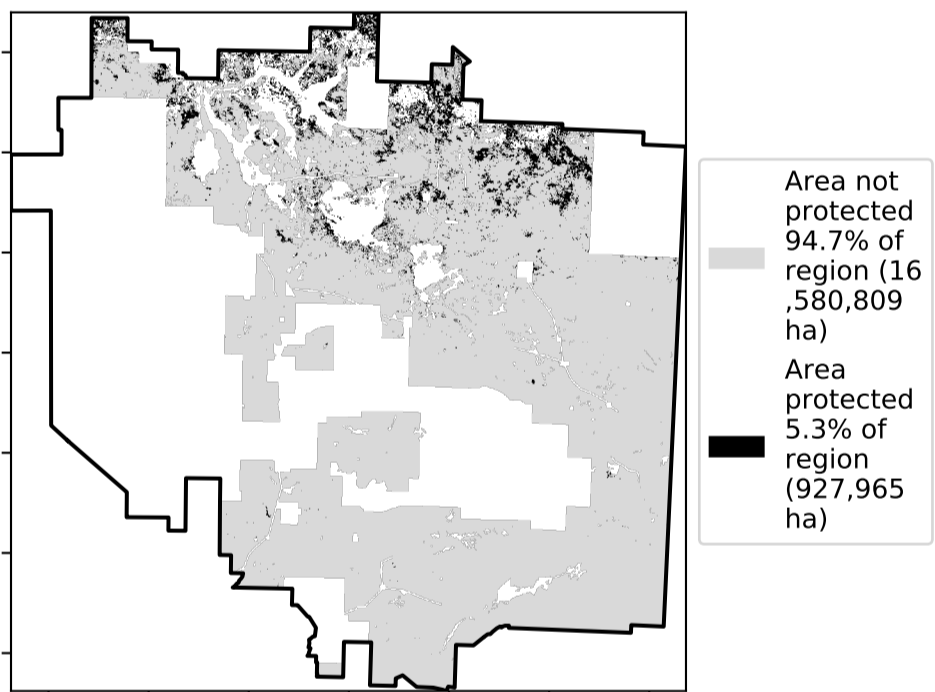 Area not
protected
94.7% of
region (16
,580,809
ha)
Area
protected
5.3% of
region
(927,965
ha)